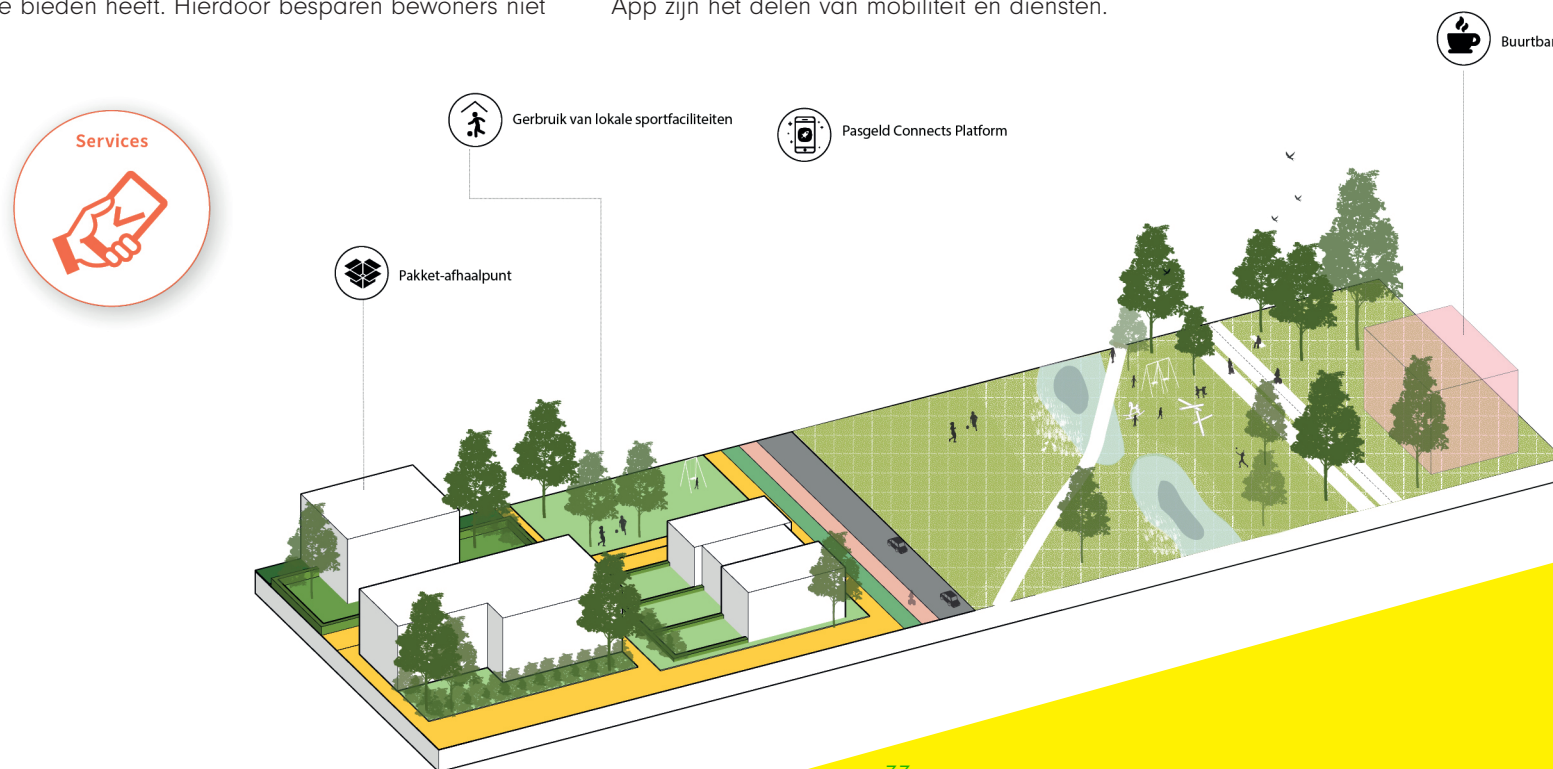 e bieden heeft. Hierdoor besparen bewoners niet
App zijn het delen van mobiliteit en diensten.
Buurtbar
Gerbruik van lokale sportfaciliteiten
Pasgeld Connects Platform
Services
Pakket-afhaalpunt